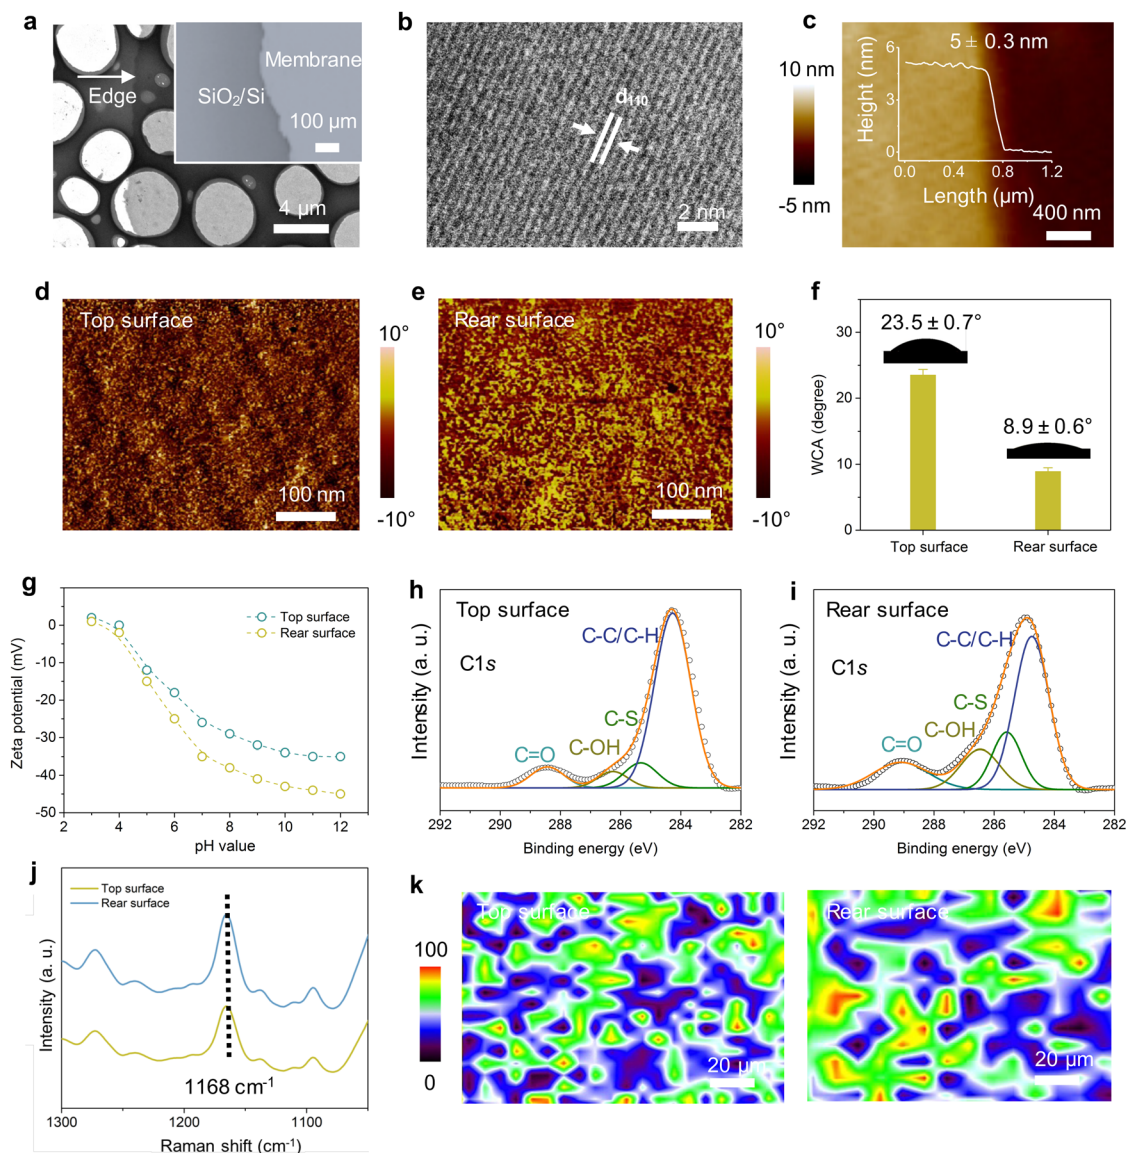 a
Edge
SiO2/Si
Membrane
100 µm
4 µm
b
d110
2 nm
c
10 nm
-5 nm
5 ± 0.3 nm
Height (nm)
6
3
0
0.0 0.4 0.8 1.2
Length (µm)
400 nm
d
Top surface
100 nm
10°
-10°
e
Rear surface
100 nm
10°
-10°
f
WCA (degree)
30
20
10
0
23.5 ± 0.7°
8.9 ± 0.6°
Top surface Rear surface
g
Zeta potential (mV)
0
-10
-20
-30
-40
-50
2 4 6 8 10 12
pH value
Top surface
Rear surface
h
Top surface
C1s
C-C/C-H
C-S
C-OH
C=O
Intensity (a. u.)
292 290 288 286 284 282
Binding energy (eV)
i
Rear surface
C1s
C-C/C-H
C-S
C-OH
C=O
Intensity (a. u.)
292 290 288 286 284 282
Binding energy (eV)
j
Top surface
Rear surface
Intensity (a. u.)
1168 cm-1
1300 1200 1100
Raman shift (cm-1)
k
100
0
Top surface
20 µm
Rear surface
20 µm